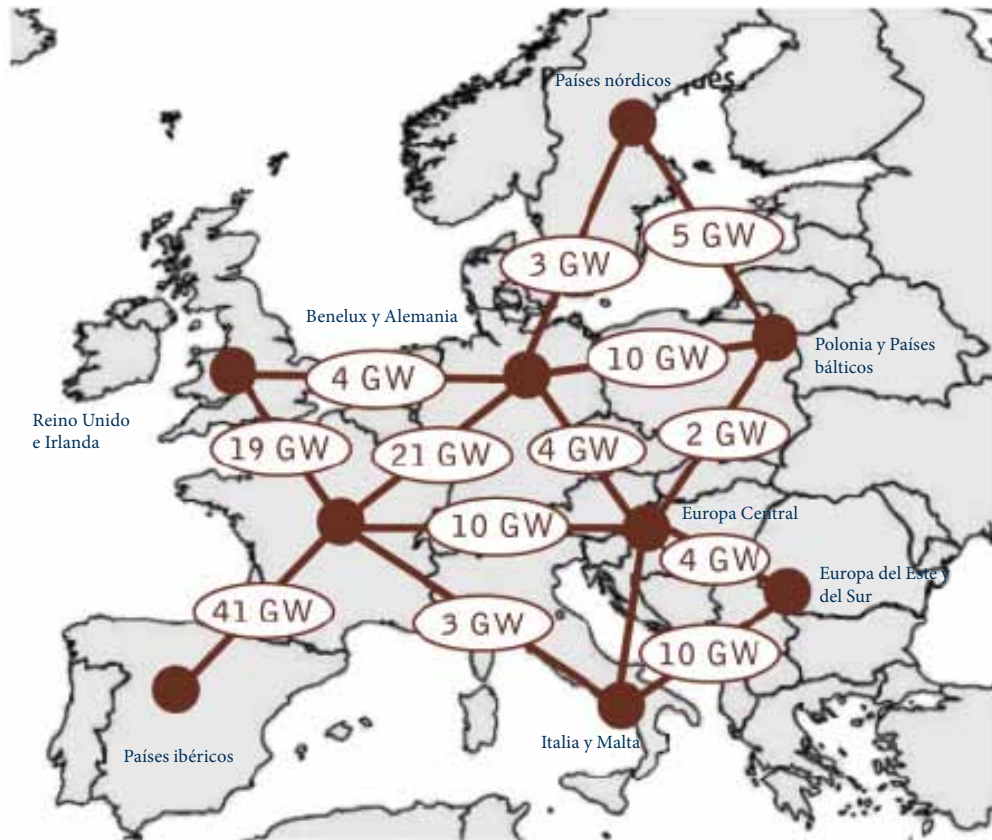 Países nórdicos
5 GW
3 GW
Benelux y Alemania
10 GW
Polonia y Países
bálticos
4 GW
Reino Unido
e Irlanda
19 GW
21 GW
4 GW
2 GW
Europa Central
10 GW
4 GW
Europa del Este y
del Sur
41 GW
3 GW
10 GW
Países ibéricos
Italia y Malta